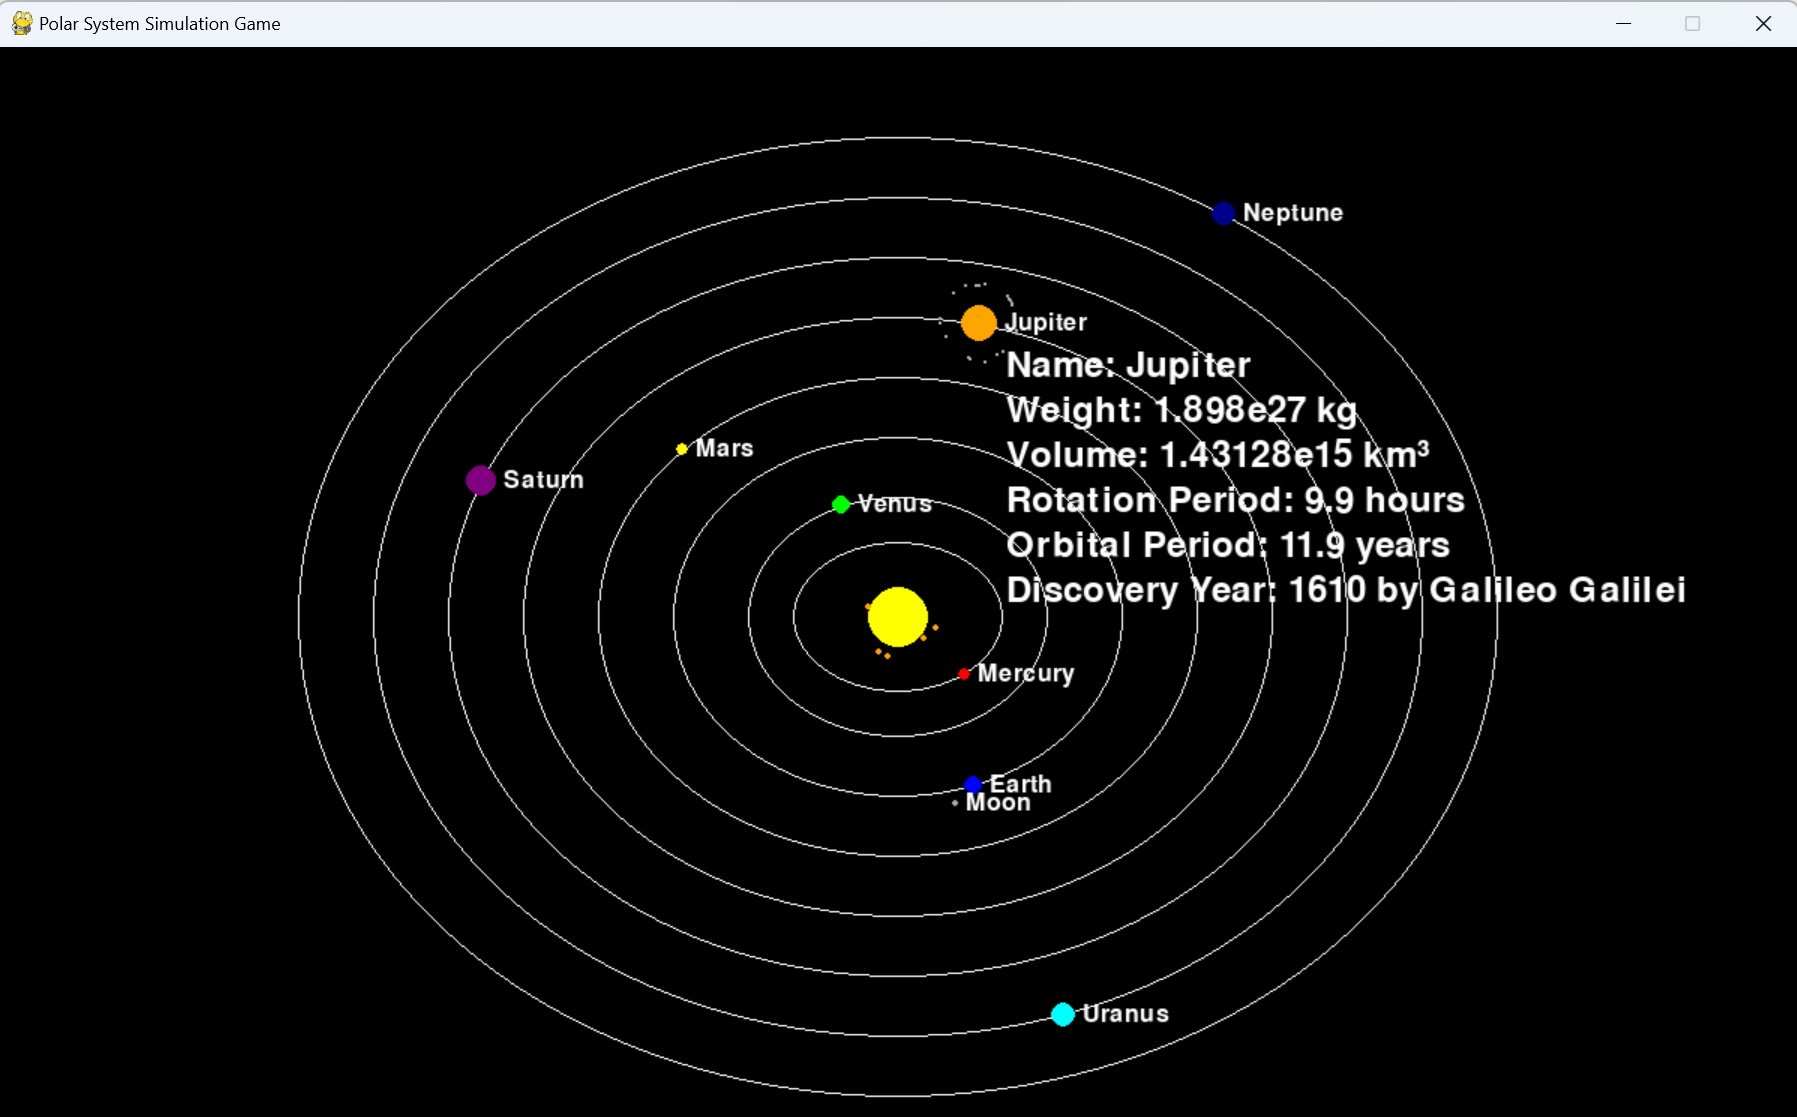 Polar System Simulation Game
Neptune
Jupiter
Name: Jupiter
Weight: 1.898e27 kg
Mars
Volume: 1.43128e15 km³
Saturn
Venus
Rotation Period: 9.9 hours
Orbital Period: 11.9 years
Discovery Year: 1610 by Galileo Galilei
Mercury
Earth
Moon
Uranus